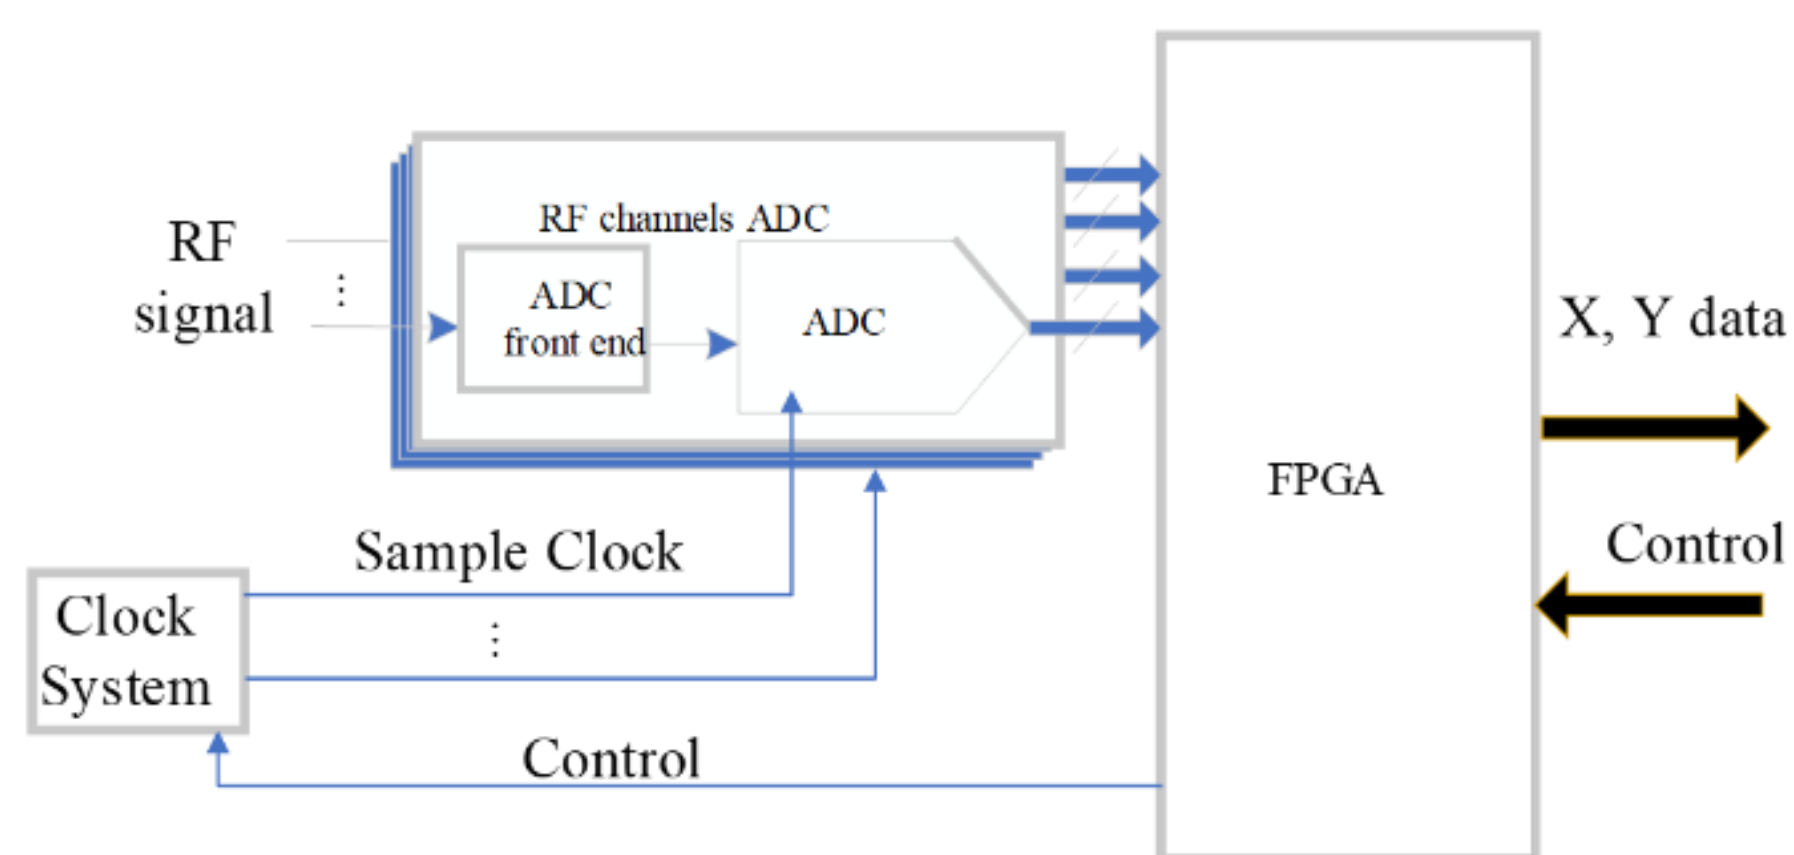 RF channels ADC
RF
signal
ADC
front end
ADC
X, Y data
FPGA
Control
Sample Clock
Clock
System
Control